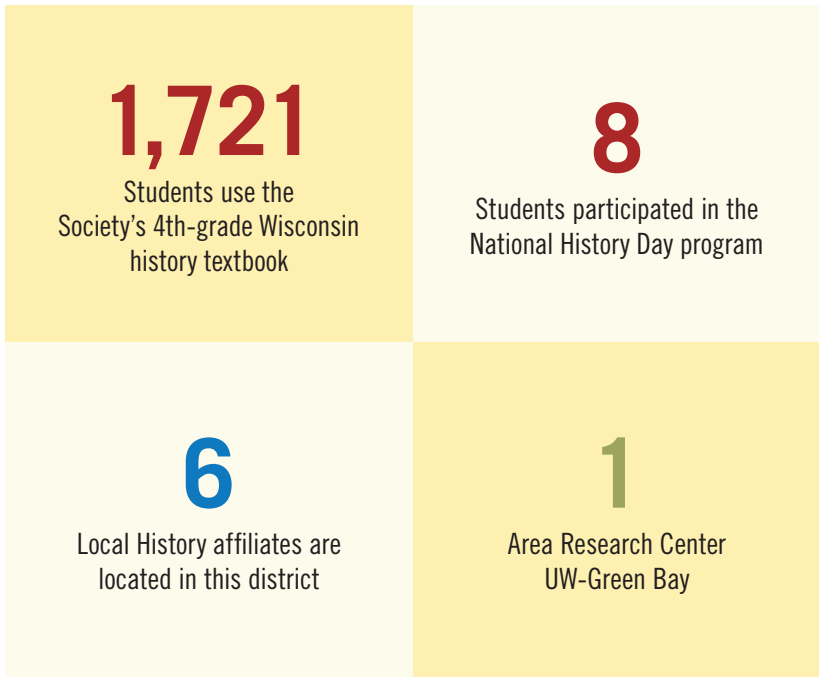 1,721
Students use the
Society’s 4th-grade Wisconsin
history textbook
8
Students participated in the
National History Day program
6
Local History affiliates are
located in this district
1
Area Research Center
UW-Green Bay